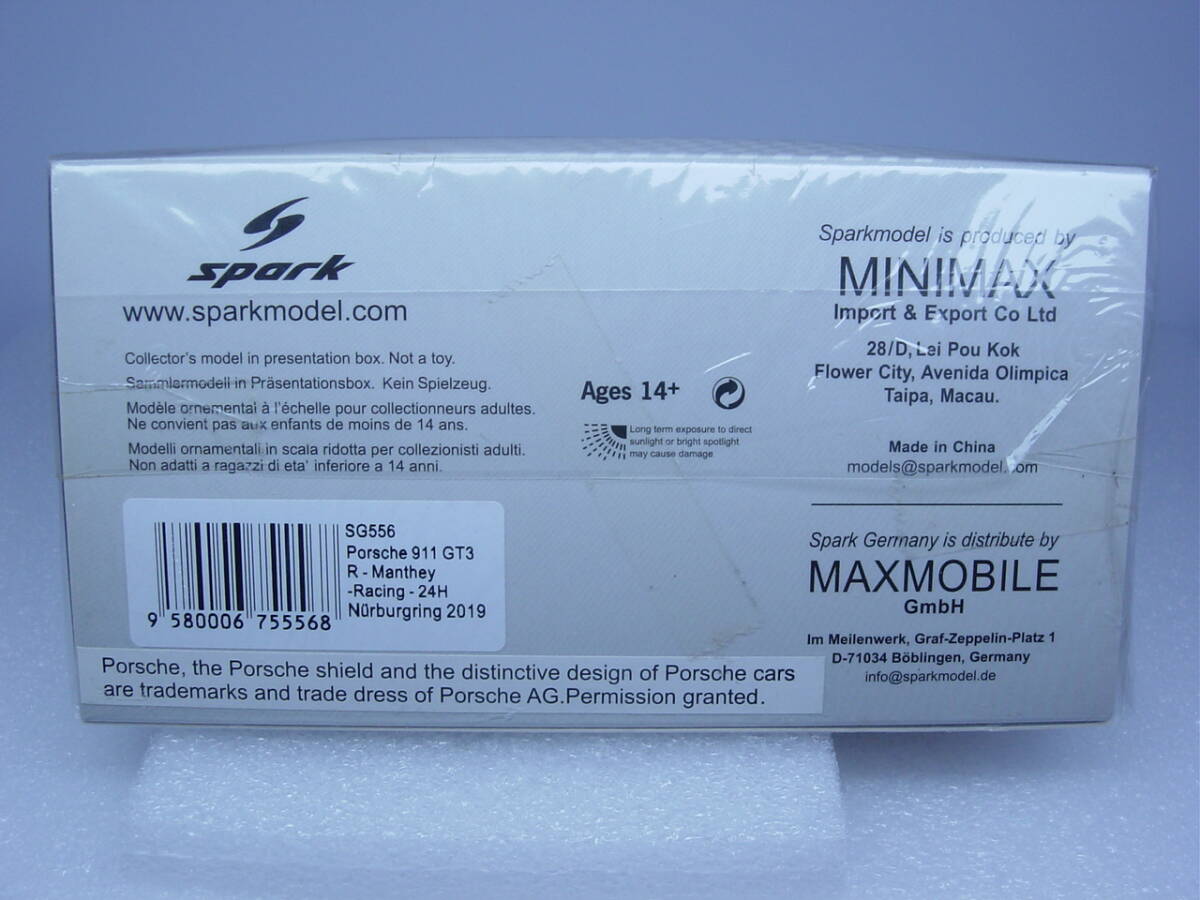 spark
www.sparkmodel.com
Collector's model in presentation box. Not a toy.
Sammlermodell in Präsentationsbox. Kein Spielzeug.
Modèle ornemental à l'échelle pour collectionneurs adultes.
Ne convient pas aux enfants de moins de 14 ans.
Modelli ornamentali in scala ridotta per collezionisti adulti.
Non adatti a ragazzi di eta' inferiore a 14 anni.
Ages 14+
Long term exposure to direct
sunlight or bright spotlight
may cause damage
Sparkmodel is produced by
MINIMAX
Import & Export Co Ltd
28/D, Lei Pou Kok
Flower City, Avenida Olimpica
Taipa, Macau.
Made in China
models@sparkmodel.com
Spark Germany is distribute by
MAXMOBILE
GmbH
Im Meilenwerk, Graf-Zeppelin-Platz 1
D-71034 Böblingen, Germany
info@sparkmodel.de
SG556
Porsche 911 GT3
R - Manthey
-Racing - 24H
Nürburgring 2019
9 580006 755568
Porsche, the Porsche shield and the distinctive design of Porsche cars
are trademarks and trade dress of Porsche AG.Permission granted.